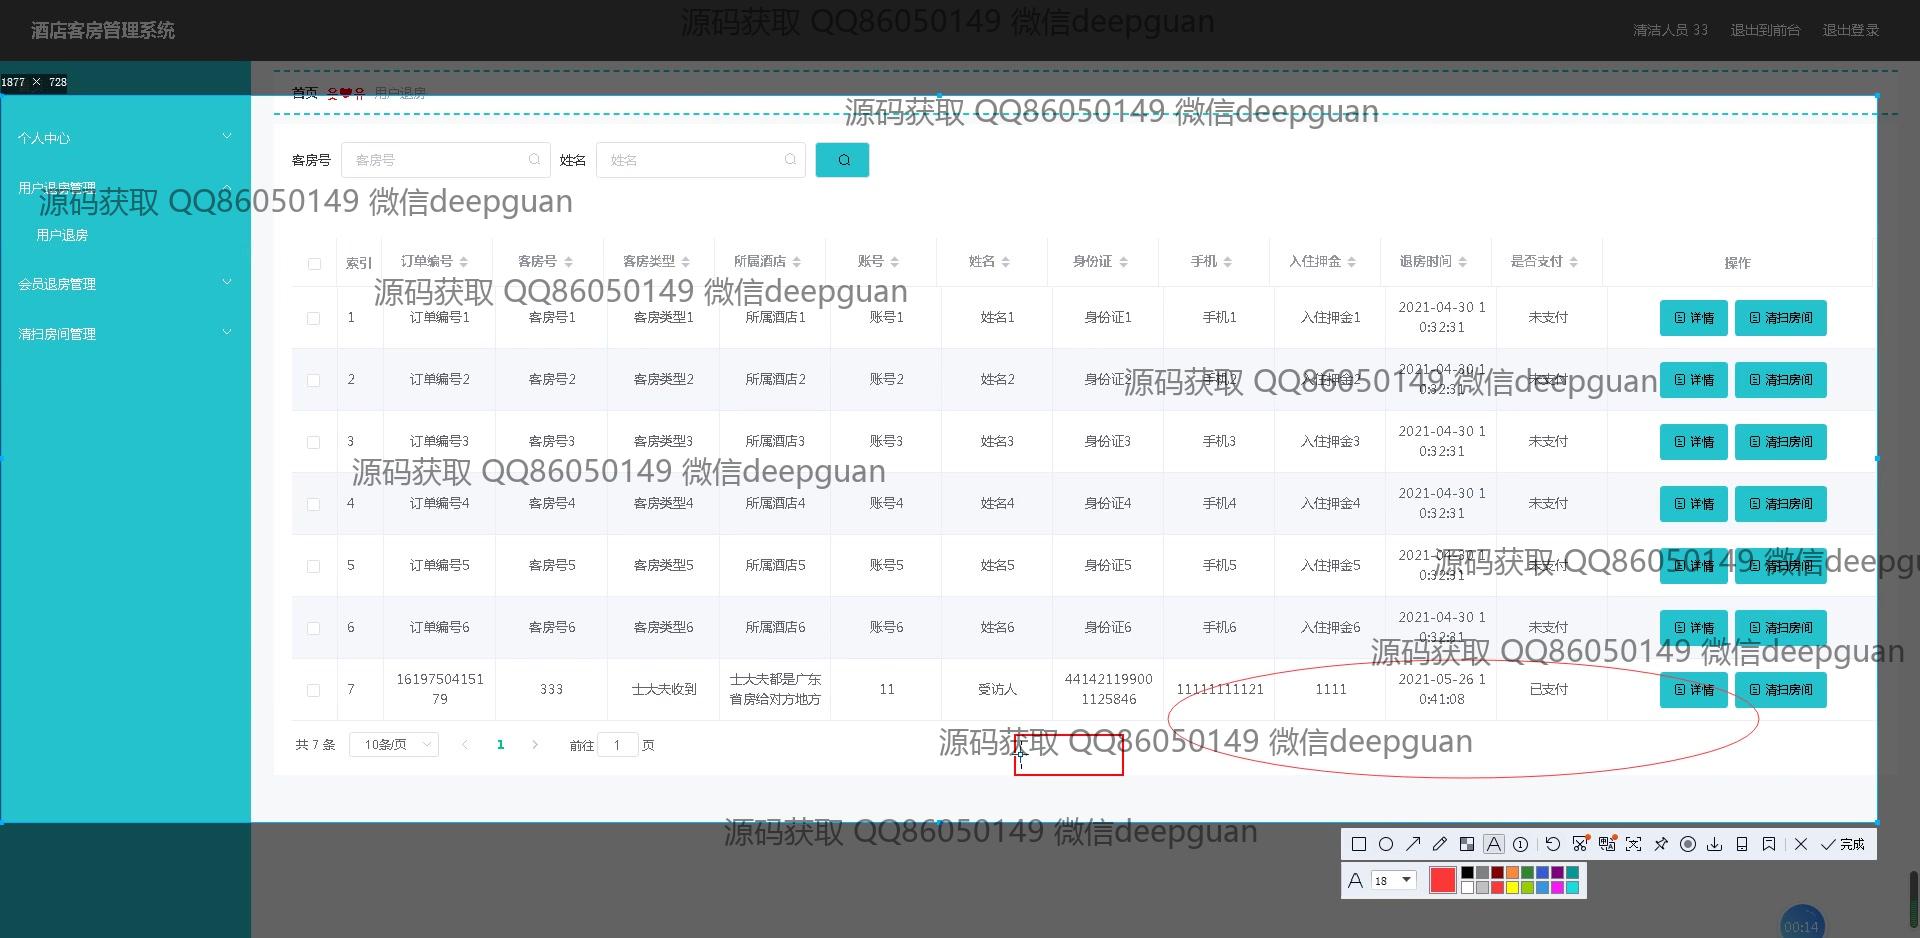 源码获取 QQ86050149 微信deepguan
酒店客房管理系统
清洁人员 33 退出到前台 退出登录
1877 × 728
首页 用户退房
源码获取 QQ86050149 微信deepguan
个人中心
客房号 客房号 姓名 姓名
用户退房管理
源码获取 QQ86050149 微信deepguan
用户退房
会员退房管理
清扫房间管理
索引 订单编号 客房号 客房类型 所属酒店 账号 姓名 身份证 手机 入住押金 退房时间 是否支付 操作
源码获取 QQ86050149 微信deepguan
1 订单编号1 客房号1 客房类型1 所属酒店1 账号1 姓名1 身份证1 手机1 入住押金1 2021-04-30 1 未支付 详情 清扫房间
0:32:31
2 订单编号2 客房号2 客房类型2 所属酒店2 账号2 姓名2 身份证2 手机2 入住押金2 2021-04-30 1 未支付 详情 清扫房间
0:32:31
源码获取 QQ86050149 微信deepguan
3 订单编号3 客房号3 客房类型3 所属酒店3 账号3 姓名3 身份证3 手机3 入住押金3 2021-04-30 1 未支付 详情 清扫房间
0:32:31
源码获取 QQ86050149 微信deepguan
4 订单编号4 客房号4 客房类型4 所属酒店4 账号4 姓名4 身份证4 手机4 入住押金4 2021-04-30 1 未支付 详情 清扫房间
0:32:31
5 订单编号5 客房号5 客房类型5 所属酒店5 账号5 姓名5 身份证5 手机5 入住押金5 2021-04-30 1 未支付 详情 清扫房间
0:32:31
源码获取 QQ86050149 微信deepgu
6 订单编号6 客房号6 客房类型6 所属酒店6 账号6 姓名6 身份证6 手机6 入住押金6 2021-04-30 1 未支付 详情 清扫房间
0:32:31
源码获取 QQ86050149 微信deepguan
7 16197504151 333 士大夫收到 士大夫都是广东 11 受访人 44142119900 11111111121 1111 2021-05-26 1 已支付 详情 清扫房间
79 省房给对方地方 1125846 0:41:08
共 7 条 10条/页 1 前往 1 页
源码获取 QQ86050149 微信deepguan
源码获取 QQ86050149 微信deepguan
完成
A 18
00:14